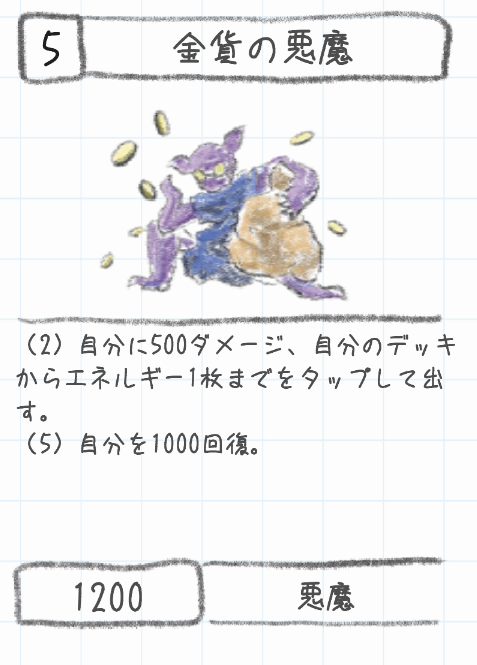 5
金貨の悪魔
(2) 自分に500ダメージ、自分のデッキ
からエネルギー1枚までをタップして出
す。
(5) 自分を1000回復。
1200
悪魔